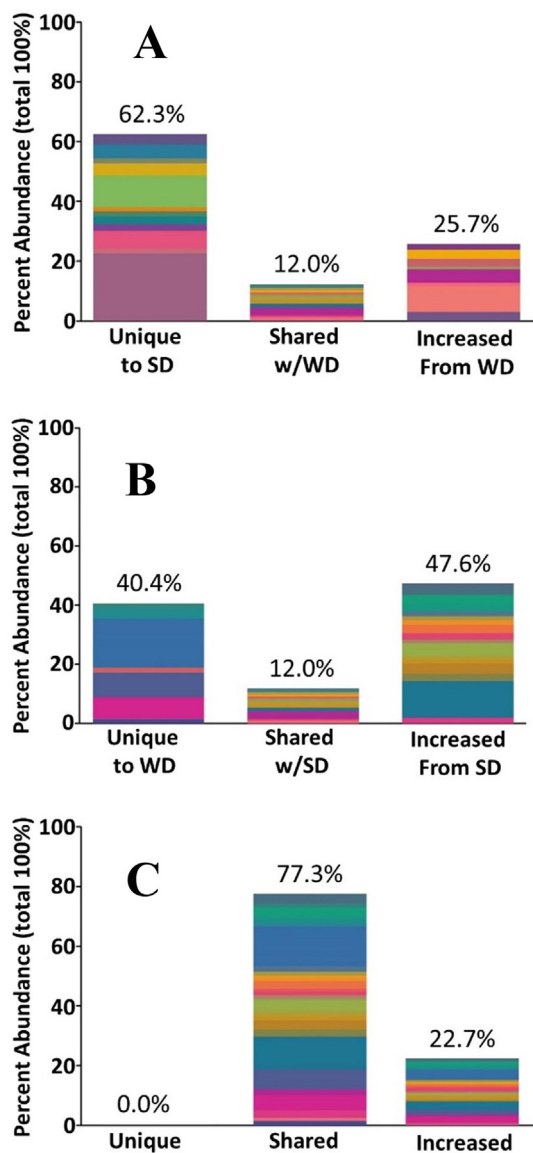 A
Percent Abundance (total 100%)
100
80
60
40
20
0
62.3%
12.0%
25.7%
Unique to SD
Shared w/WD
Increased From WD
B
Percent Abundance (total 100%)
100
80
60
40
20
0
40.4%
12.0%
47.6%
Unique to WD
Shared w/SD
Increased From SD
C
Percent Abundance (total 100%)
100
80
60
40
20
0
0.0%
77.3%
22.7%
Unique
Shared
Increased